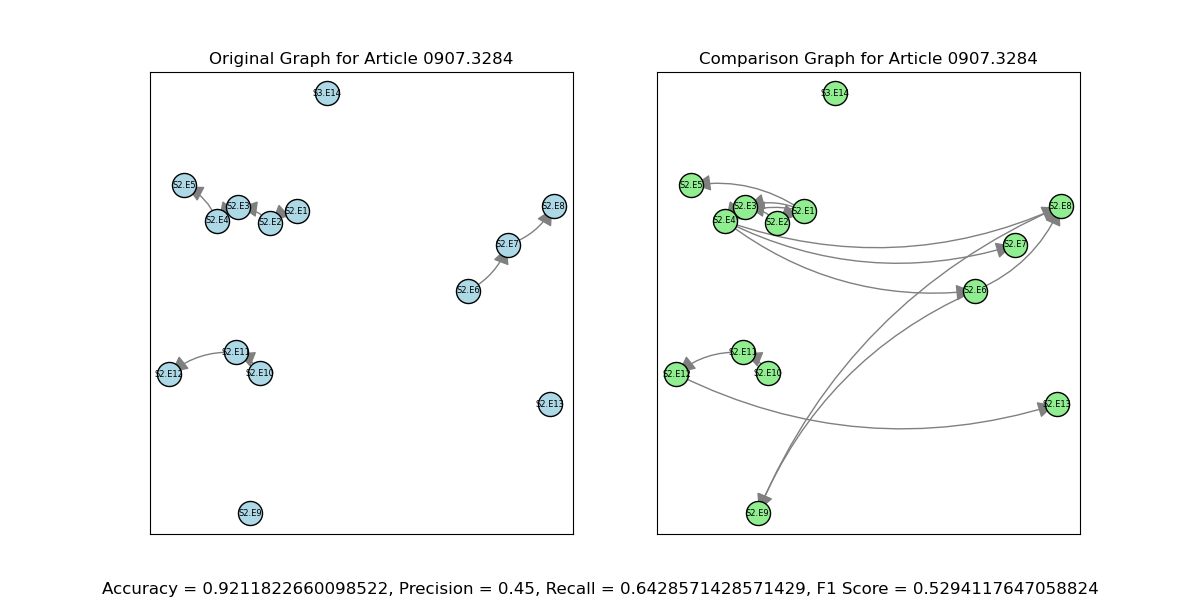 Original Graph for Article 0907.3284
S3.E14
S2.E5
S2.E3
S2.E1
S2.E4
S2.E2
S2.E8
S2.E7
S2.E6
S2.E11
S2.E12
S2.E10
S2.E13
S2.E9
Comparison Graph for Article 0907.3284
S3.E14
S2.E5
S2.E3
S2.E1
S2.E4
S2.E2
S2.E8
S2.E7
S2.E6
S2.E11
S2.E12
S2.E10
S2.E13
S2.E9
Accuracy = 0.9211822660098522, Precision = 0.45, Recall = 0.6428571428571429, F1 Score = 0.5294117647058824